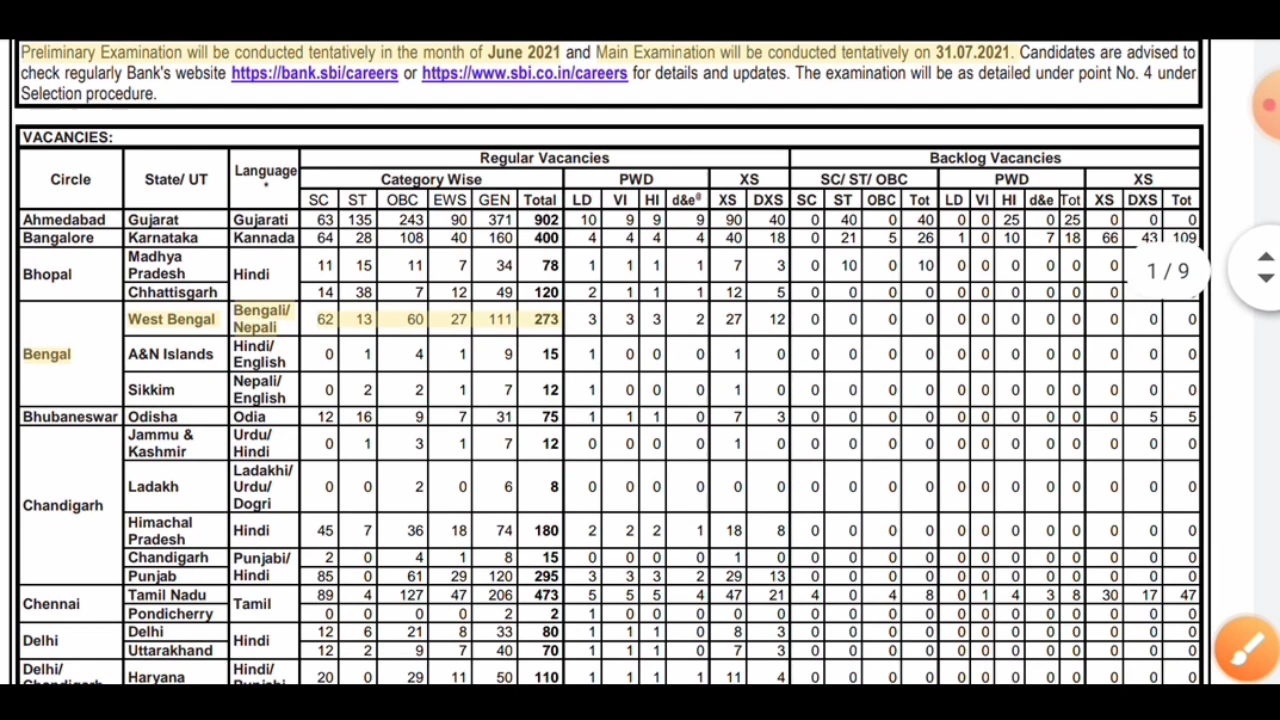 Preliminary Examination will be conducted tentatively in the month of June 2021 and Main Examination will be conducted tentatively on 31.07.2021. Candidates are advised to
check regularly Bank's website https://bank.sbi/careers or https://www.sbi.co.in/careers for details and updates. The examination will be as detailed under point No. 4 under
Selection procedure.
VACANCIES:
Circle State/ UT Language * Regular Vacancies Backlog Vacancies
Category Wise PWD XS SC/ ST/ OBC PWD XS
SC ST OBC EWS GEN Total LD VI HI d&e# XS DXS SC ST OBC Tot LD VI HI d&e Tot XS DXS Tot
Ahmedabad Gujarat Gujarati 63 135 243 90 371 902 10 9 9 9 90 40 0 40 0 40 0 0 25 0 25 0 0 0
Bangalore Karnataka Kannada 64 28 108 40 160 400 4 4 4 4 40 18 0 21 5 26 1 0 10 7 18 66 43 109
Bhopal Madhya Pradesh Hindi 11 15 11 7 34 78 1 1 1 1 7 3 0 10 0 10 0 0 0 0 0 0
Chhattisgarh 14 38 7 12 49 120 2 1 1 1 12 5 0 0 0 0 0 0 0 0 0 0
1 / 9
Bengal West Bengal Bengali/ Nepali 62 13 60 27 111 273 3 3 3 2 27 12 0 0 0 0 0 0 0 0 0 0 0 0
A&N Islands Hindi/ English 0 1 4 1 9 15 1 0 0 0 1 0 0 0 0 0 0 0 0 0 0 0 0 0
Sikkim Nepali/ English 0 2 2 1 7 12 1 0 0 0 1 0 0 0 0 0 0 0 0 0 0 0 0 0
Bhubaneswar Odisha Odia 12 16 9 7 31 75 1 1 1 0 7 3 0 0 0 0 0 0 0 0 0 0 5 5
Chandigarh Jammu & Kashmir Urdu/ Hindi 0 1 3 1 7 12 0 0 0 0 1 0 0 0 0 0 0 0 0 0 0 0 0 0
Ladakh Ladakhi/ Urdu/ Dogri 0 0 2 0 6 8 0 0 0 0 0 0 0 0 0 0 0 0 0 0 0 0 0 0
Himachal Pradesh Hindi 45 7 36 18 74 180 2 2 2 1 18 8 0 0 0 0 0 0 0 0 0 0 0 0
Chandigarh Punjabi/ Hindi 2 0 4 1 8 15 0 0 0 0 1 0 0 0 0 0 0 0 0 0 0 0 0 0
Punjab 85 0 61 29 120 295 3 3 3 2 29 13 0 0 0 0 0 0 0 0 0 0 0 0
Chennai Tamil Nadu Tamil 89 4 127 47 206 473 5 5 5 4 47 21 4 0 4 8 0 1 4 3 8 30 17 47
Pondicherry 0 0 0 0 2 2 1 0 0 0 0 0 0 0 0 0 0 0 0 0 0 0 0 0
Delhi Delhi Hindi 12 6 21 8 33 80 1 1 1 0 8 3 0 0 0 0 0 0 0 0 0 0 0 0
Uttarakhand 12 2 9 7 40 70 1 1 1 0 7 3 0 0 0 0 0 0 0 0 0 0 0 0
Delhi/ Haryana Hindi/ 20 0 29 11 50 110 1 1 1 1 11 4 0 0 0 0 0 0 0 0 0 0 0 0